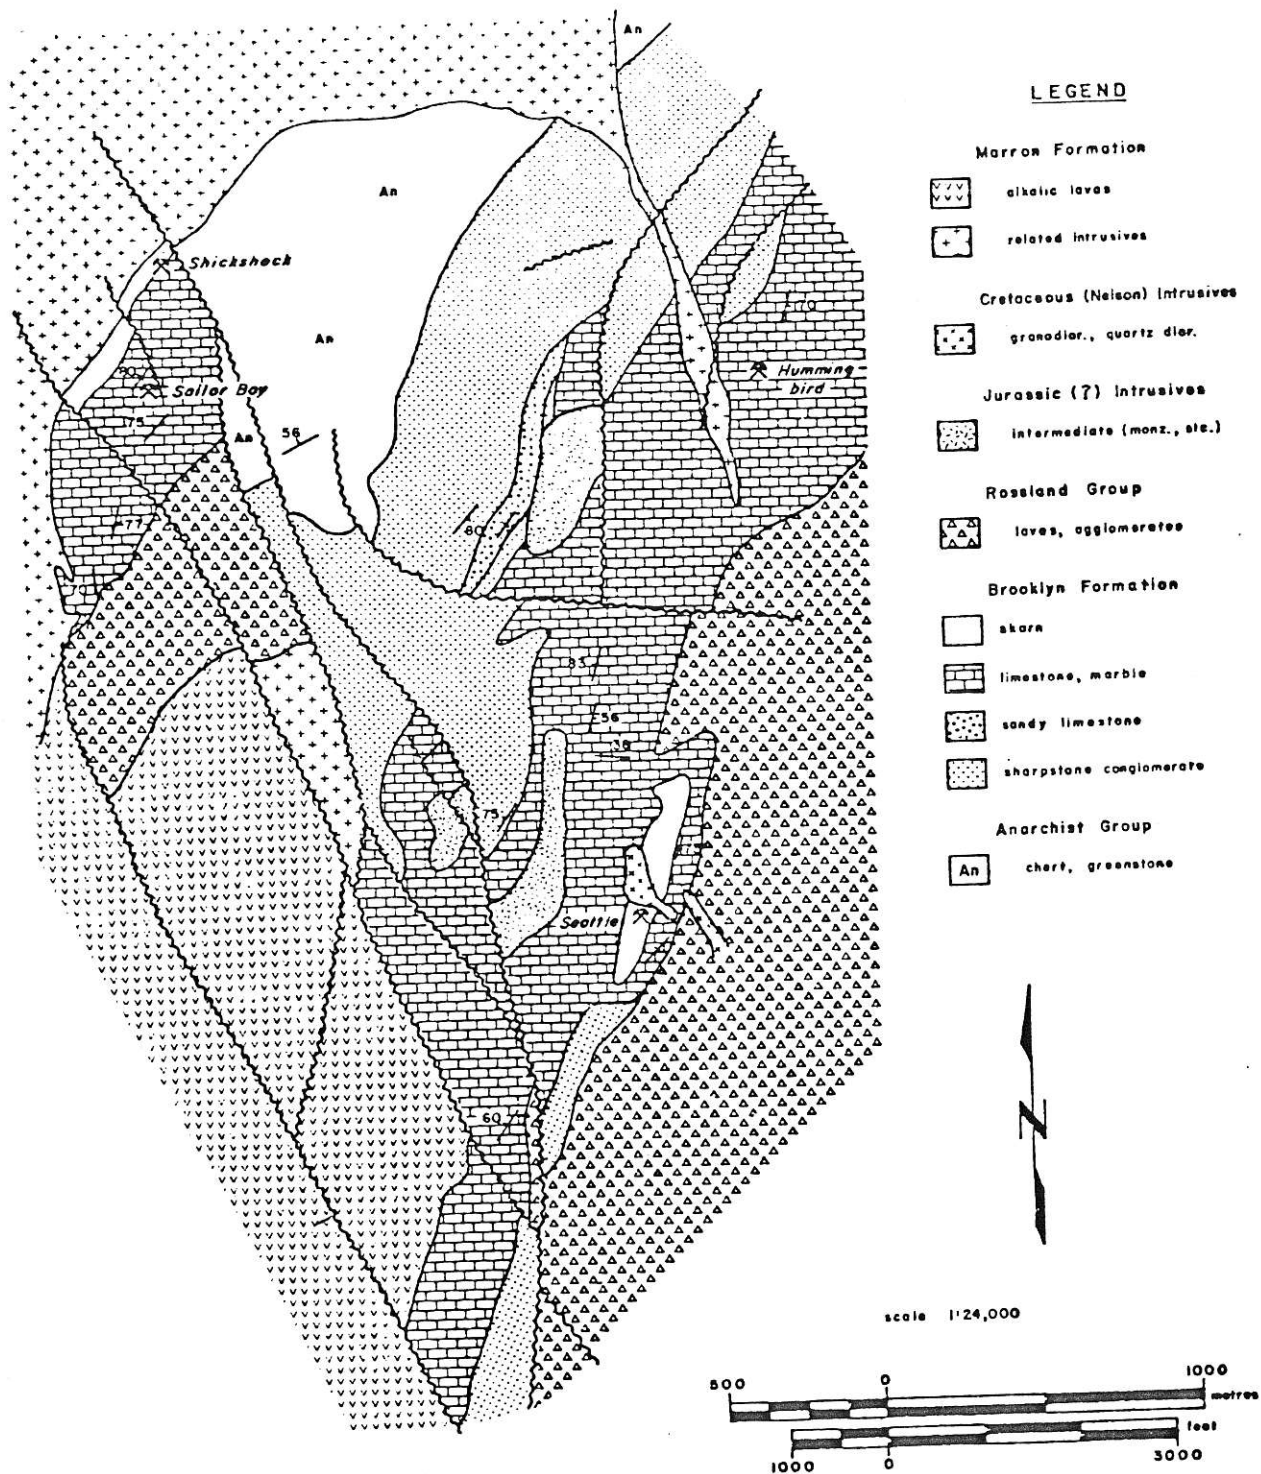 An
LEGEND
Marron Formation
alkalic lavas
related intrusives
Cretaceous (Nelson) Intrusives
granodior., quartz dior.
Jurassic (?) Intrusives
intermediate (monz., etc.)
Rossland Group
lavas, agglomerates
Brooklyn Formation
skarn
limestone, marble
sandy limestone
sharpstone conglomerate
Anarchist Group
An
chert, greenstone
An
Shickshock
An
70
Humming-
bird
80
Sailor Boy
75
An
56
77
80
83
56
36
75
Seattle
60
N
scale 1:24,000
500 0 1000
metres
feet
1000 0 3000